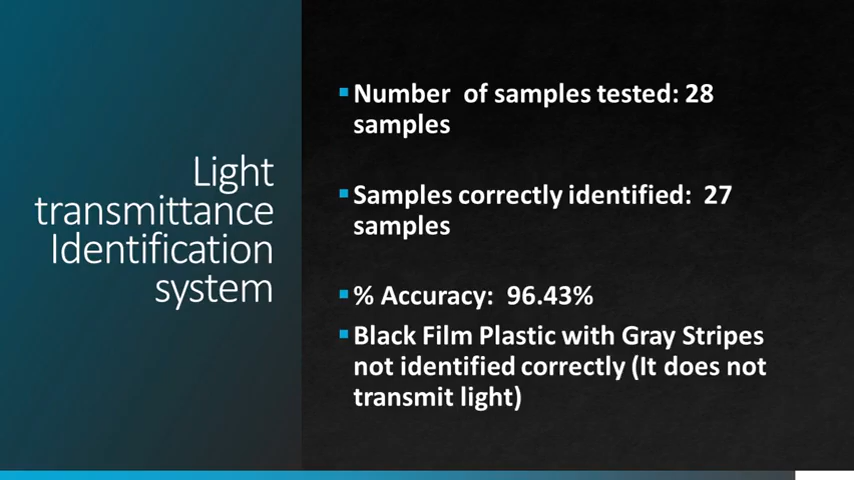 Light
transmittance
Identification
system
Number  of samples tested: 28
samples
Samples correctly identified:  27
samples
% Accuracy:  96.43%
Black Film Plastic with Gray Stripes
not identified correctly (It does not
transmit light)